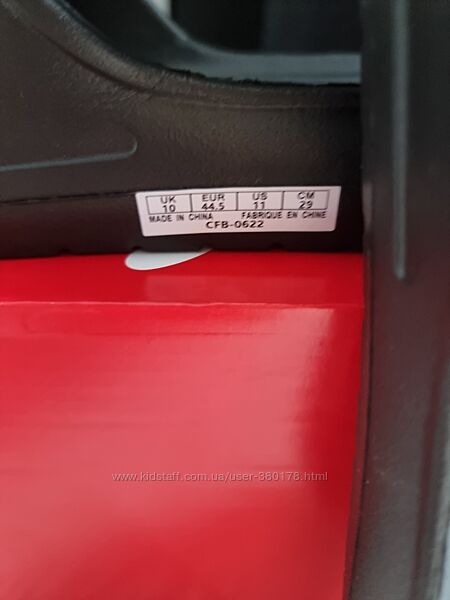 UK EUR US CM
10 44.5 11 29
MADE IN CHINA FABRIQUE EN CHINE
CFB-0622
www.kidstaff.com.ua/user-380178.html